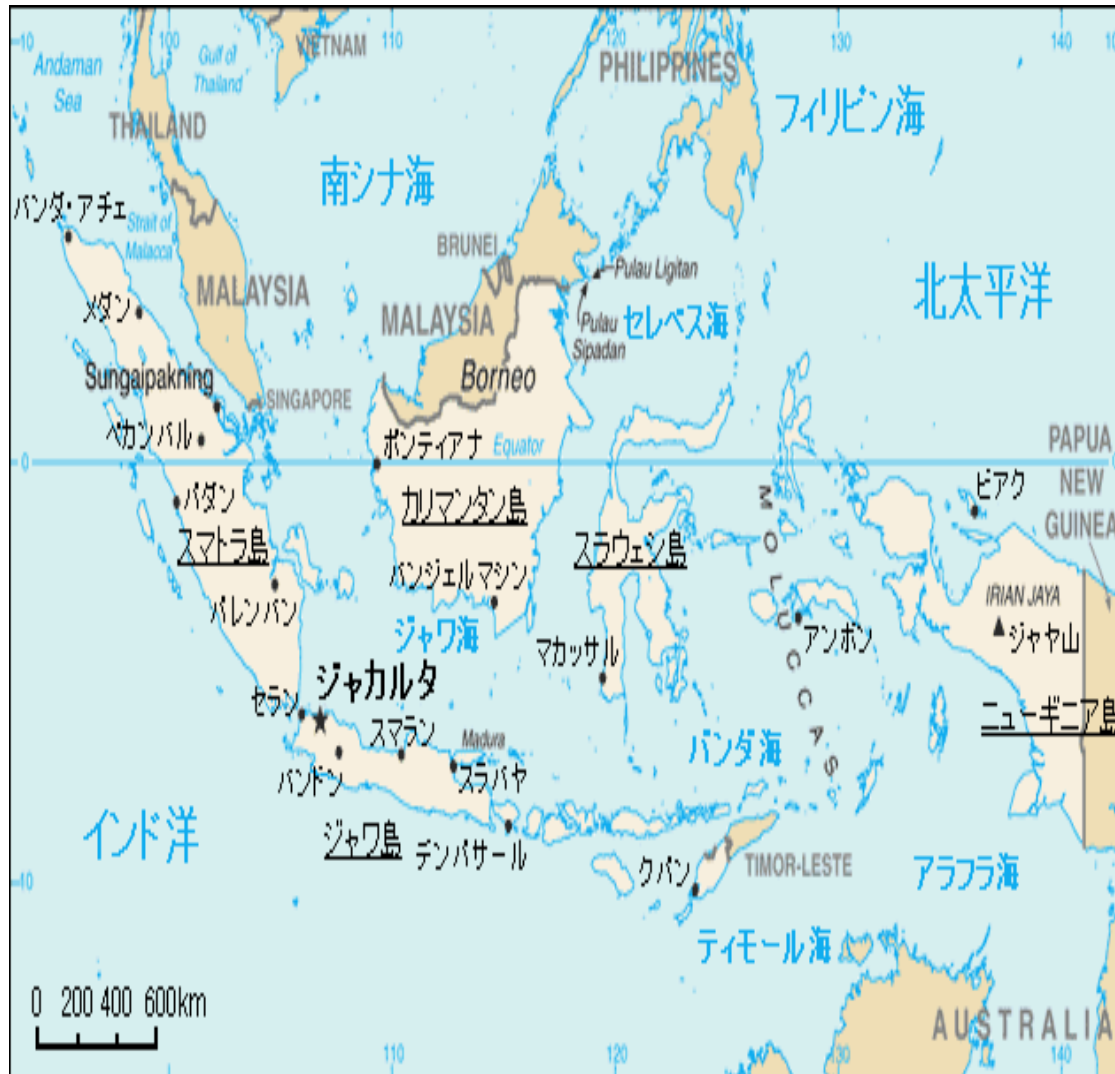 10
100
110
120
130
140
Andaman
Sea
Gulf of
Thailand
VIETNAM
PHILIPPINES
フィリピン海
THAILAND
南シナ海
バンダ・アチェ
Strait of
Malacca
BRUNEI
Pulau Ligitan
北太平洋
MALAYSIA
メダン
MALAYSIA
Pulau
Sipadan
セレベス海
Sungaipakning
SINGAPORE
Borneo
ペカンバル
ポンティアナ
Equator
0
PAPUA
NEW
GUINEA
パダン
カリマンタン島
MOLUCCAS
ビアク
スマトラ島
スラウェシ島
バンジェルマシン
パレンバン
ジャワ海
IRIAN JAYA
ジャヤ山
アンボン
マカッサル
ジャカルタ
セラン
スマラン
Madura
バンダ海
ニューギニア島
バンドン
スラバヤ
インド洋
ジャワ島
デンパサール
クパン
TIMOR-LESTE
アラフラ海
10
ティモール海
0 200 400 600km
AUSTRALIA
110
120
130
140